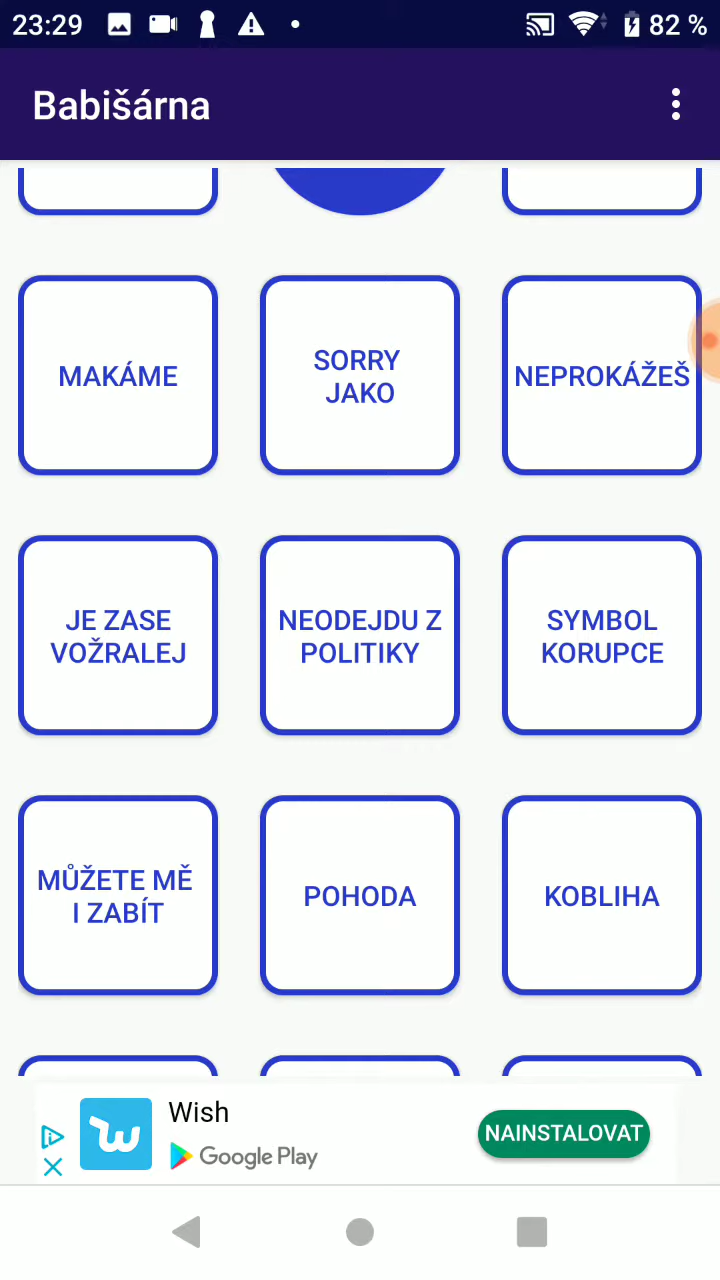 23:29
82 %
Babišárna
MAKÁME
SORRY
JAKO
NEPROKÁŽEŠ
JE ZASE
VOŽRALEJ
NEODEJDU Z
POLITIKY
SYMBOL
KORUPCE
MŮŽETE MĚ
I ZABÍT
POHODA
KOBLIHA
Wish
Google Play
NAINSTALOVAT